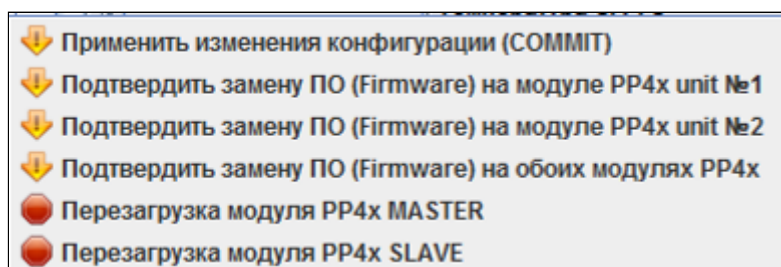 Применить изменения конфигурации (COMMIT)
Подтвердить замену ПО (Firmware) на модуле PP4x unit №1
Подтвердить замену ПО (Firmware) на модуле PP4x unit №2
Подтвердить замену ПО (Firmware) на обоих модулях PP4x
Перезагрузка модуля PP4x MASTER
Перезагрузка модуля PP4x SLAVE